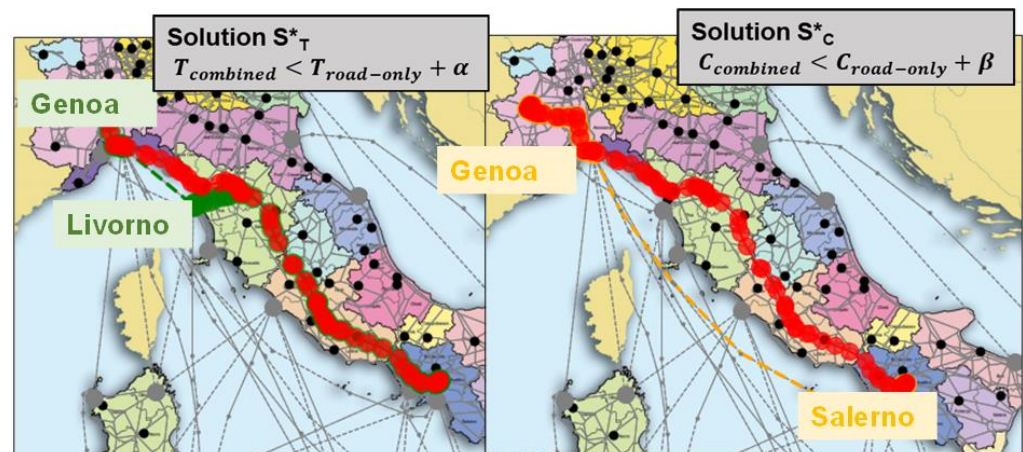 Solution S*T
Tcombined < Troad−only + α
Genoa
Livorno
Solution S*C
Ccombined < Croad−only + β
Genoa
Salerno